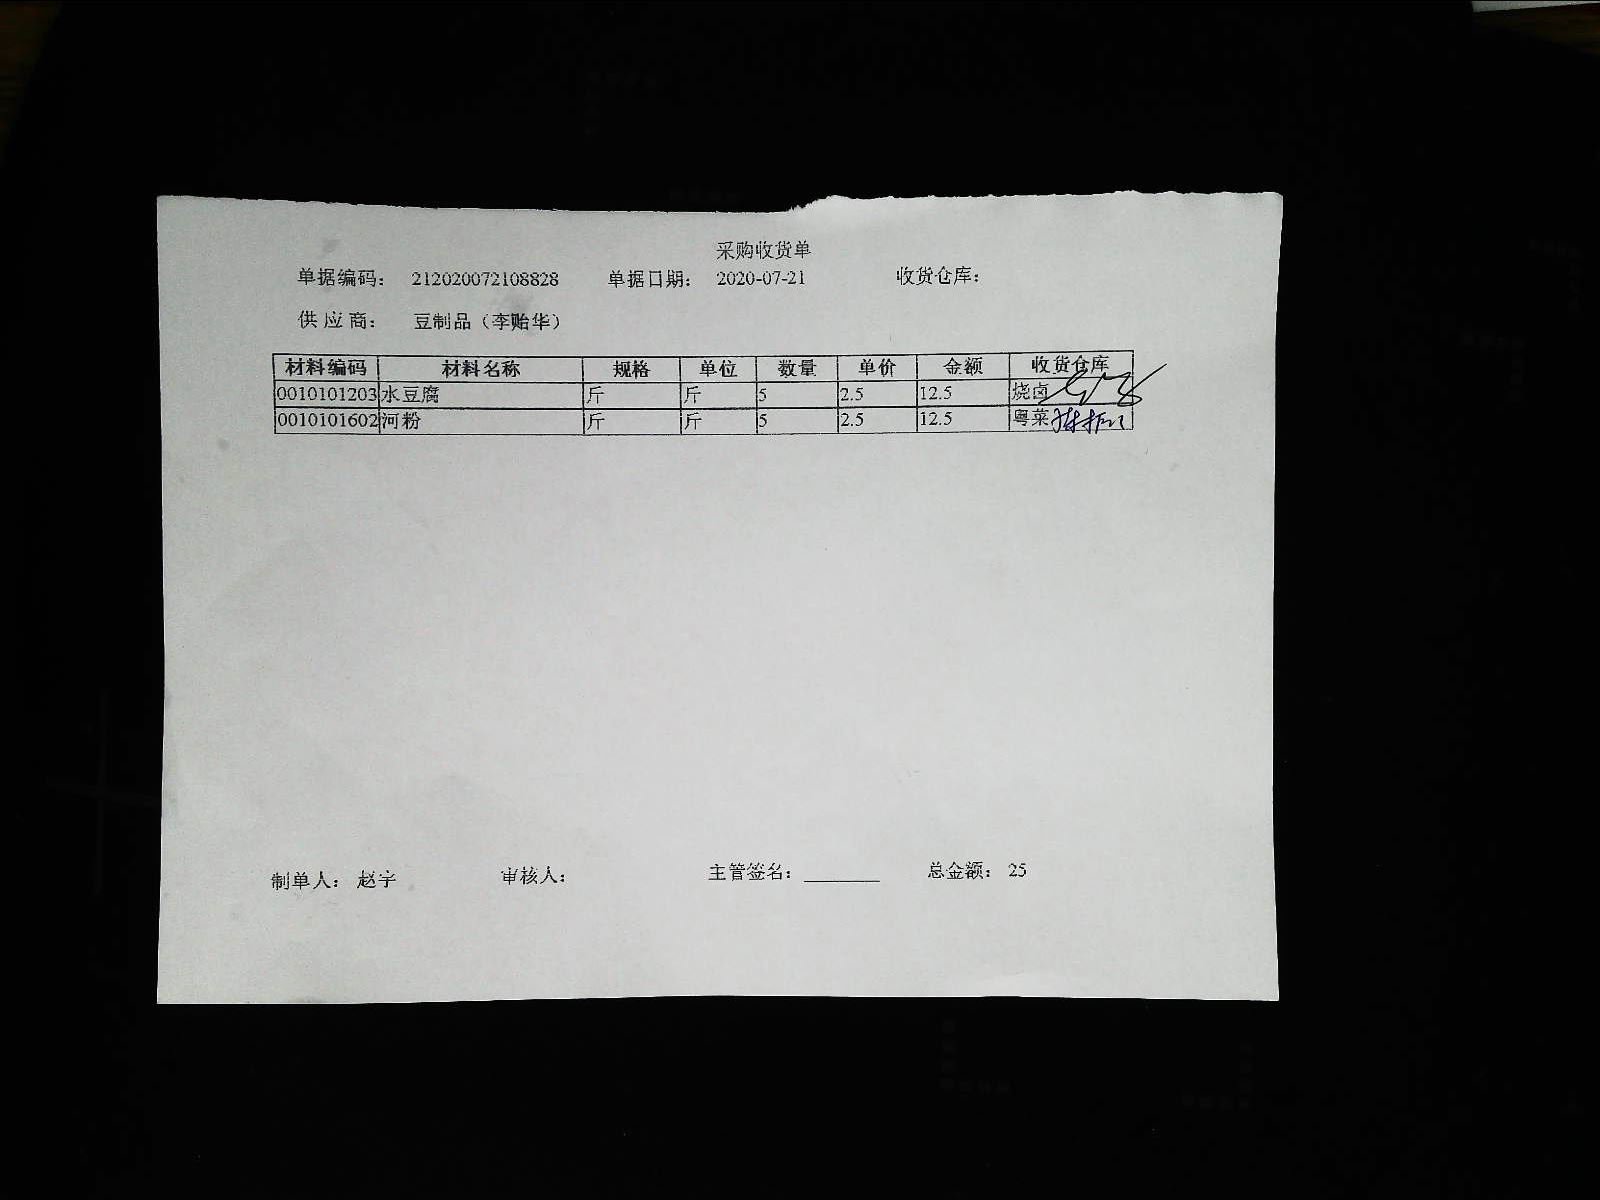 采购收货单
单据编码： 212020072108828 单据日期： 2020-07-21 收货仓库：
供 应 商： 豆制品（李贻华）
材料编码 材料名称 规格 单位 数量 单价 金额 收货仓库
0010101203 水豆腐 斤 斤 5 2.5 12.5 烧卤
0010101602 河粉 斤 斤 5 2.5 12.5 粤菜
制单人： 赵宇 审核人： 主管签名：_______ 总金额： 25